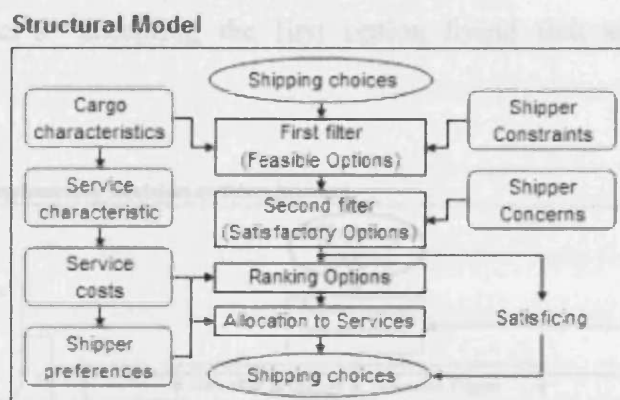 Structural Model
Shipping choices
Cargo
characteristics
First filter
(Feasible Options)
Shipper
Constraints
Service
characteristic
Second filter
(Satisfactory Options)
Shipper
Concerns
Service
costs
Ranking Options
Allocation to Services
Satisficing
Shipper
preferences
Shipping choices